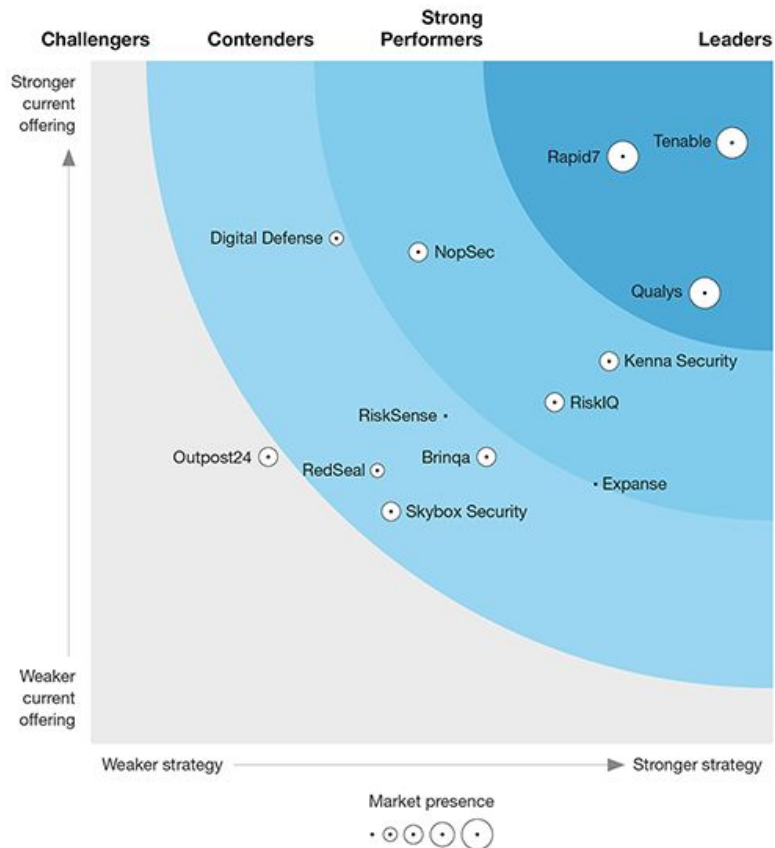 Strong
Challengers Contenders Performers Leaders
Stronger
current
offering
Tenable
Rapid7
Digital Defense
NopSec
Qualys
Kenna Security
RiskIQ
RiskSense
Outpost24
Brinqa
RedSeal
Expanse
Skybox Security
Weaker
current
offering
Weaker strategy
Stronger strategy
Market presence